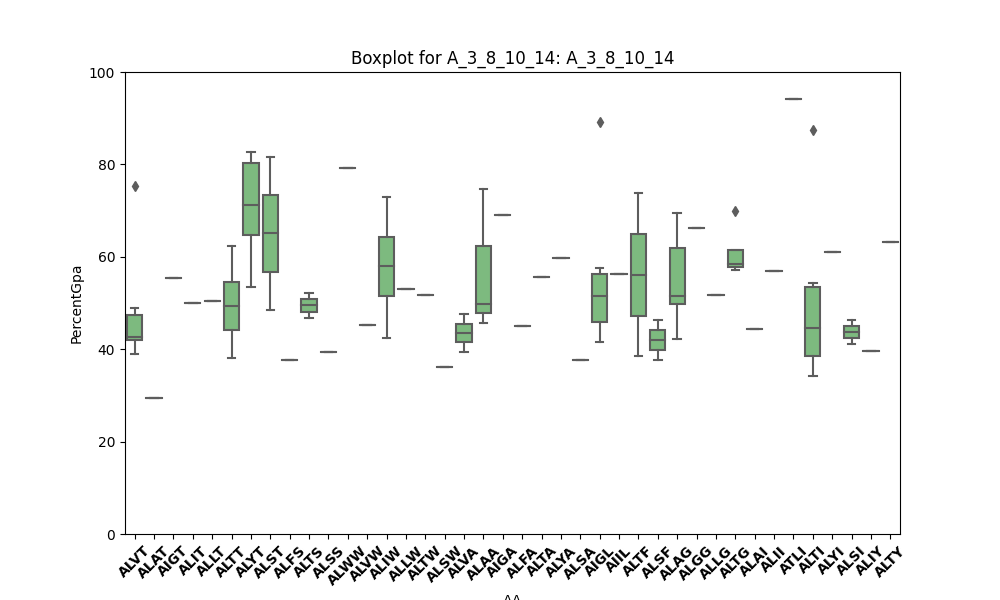 Boxplot for A_3_8_10_14: A_3_8_10_14
PercentGpa
100
80
60
40
20
0
ALVT ALAT AIGT ALIT ALLT ALTT ALYT ALST ALFS ALTS ALSS ALWW ALVW ALIW ALLW ALTW ALSW ALVA ALAA AIGA ALFA ALTA ALYA ALSA AIGL AIIL ALTF ALSF ALAG ALGG ALLG ALTG ALAI ALII ATLI ALTI ALYI ALSI ALIY ALTY
AA